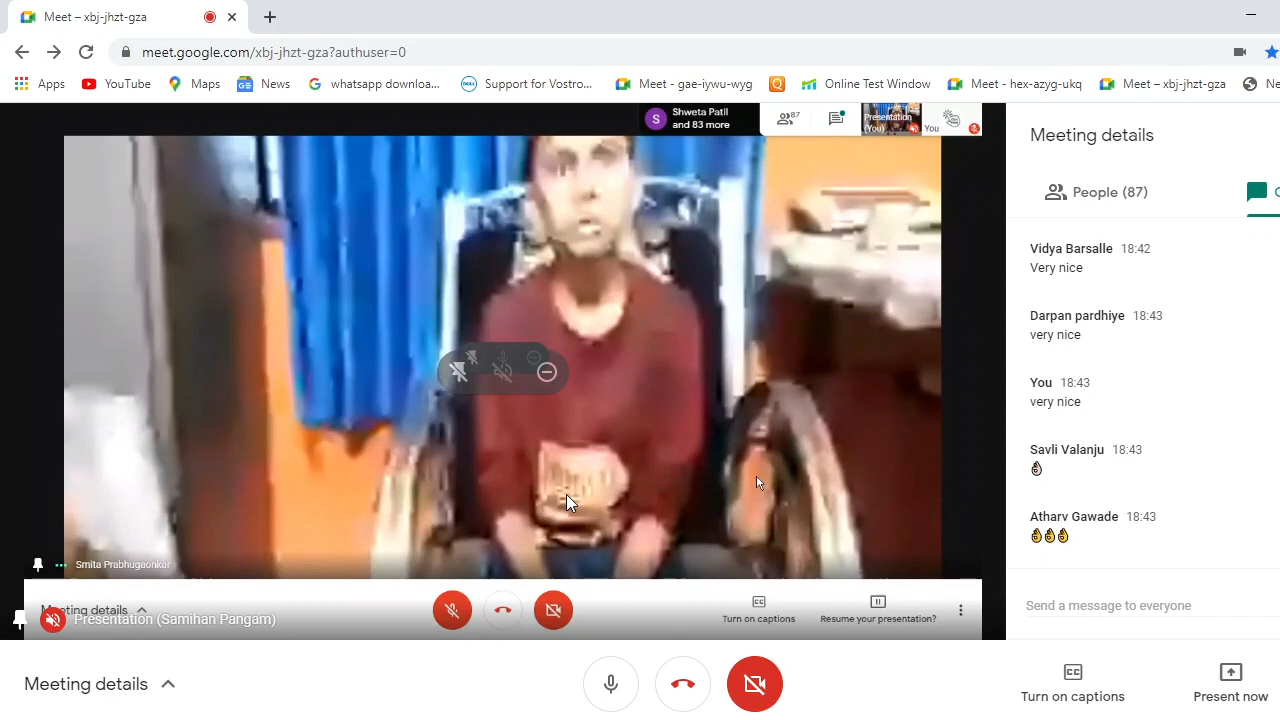 Meet – xbj-jhzt-gza
meet.google.com/xbj-jhzt-gza?authuser=0
Apps YouTube Maps News whatsapp downloa... Support for Vostro... Meet - gae-iywu-wyg Online Test Window Meet - hex-azyg-ukq Meet – xbj-jhzt-gza Ne
S Shweta Patil
and 83 more
87
Presentation
(You)
You
Meeting details
People (87)
Vidya Barsalle 18:42
Very nice
Darpan pardhiye 18:43
very nice
You 18:43
very nice
Savli Valanju 18:43
👌🏻
Atharv Gawade 18:43
👌👌👌
Send a message to everyone
Smita Prabhugaonkar
Meeting details
Presentation (Samihan Pangam)
Turn on captions
Resume your presentation?
Meeting details
Turn on captions
Present now